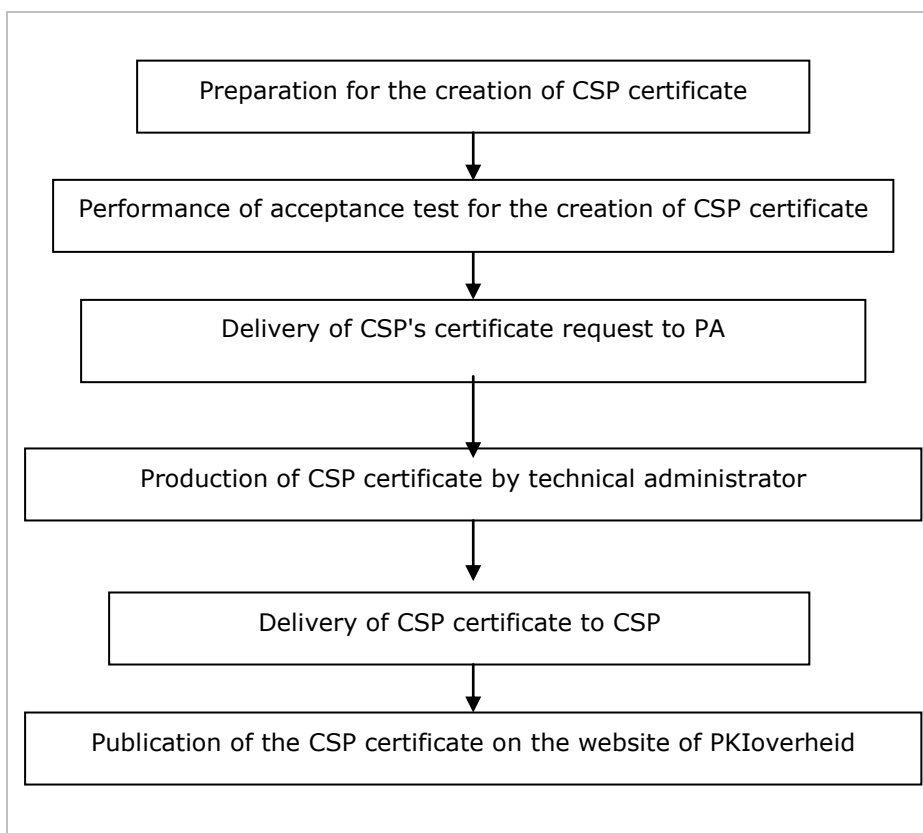 Preparation for the creation of CSP certificate
Performance of acceptance test for the creation of CSP certificate
Delivery of CSP's certificate request to PA
Production of CSP certificate by technical administrator
Delivery of CSP certificate to CSP
Publication of the CSP certificate on the website of PKIoverheid